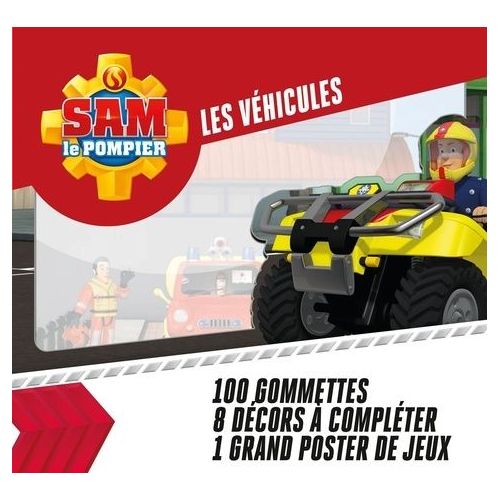 SAM
le POMPIER
LES VÉHICULES
100 GOMMETTES
8 DÉCORS À COMPLÉTER
1 GRAND POSTER DE JEUX